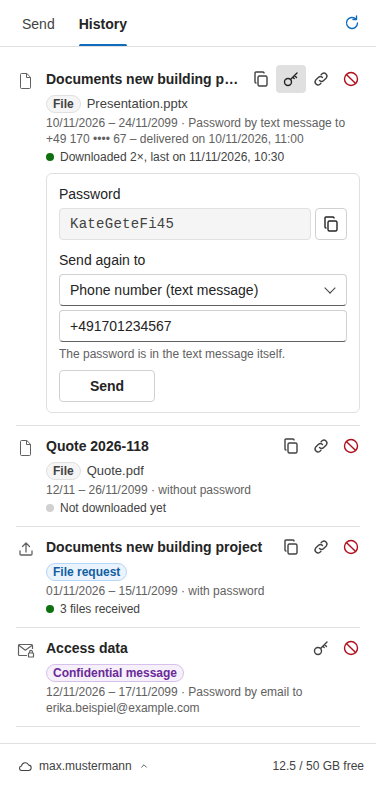 Send History
Documents new building p...
File Presentation.pptx
10/11/2026 – 24/11/2099 · Password by text message to
+49 170 •••• 67 – delivered on 10/11/2026, 11:00
Downloaded 2×, last on 11/11/2026, 10:30
Password
KateGeteFi45
Send again to
Phone number (text message)
+491701234567
The password is in the text message itself.
Send
Quote 2026-118
File Quote.pdf
12/11 – 26/11/2099 · without password
Not downloaded yet
Documents new building project
File request
01/11/2026 – 15/11/2099 · with password
3 files received
Access data
Confidential message
12/11/2026 – 17/11/2099 · Password by email to
erika.beispiel@example.com
max.mustermann 12.5 / 50 GB free